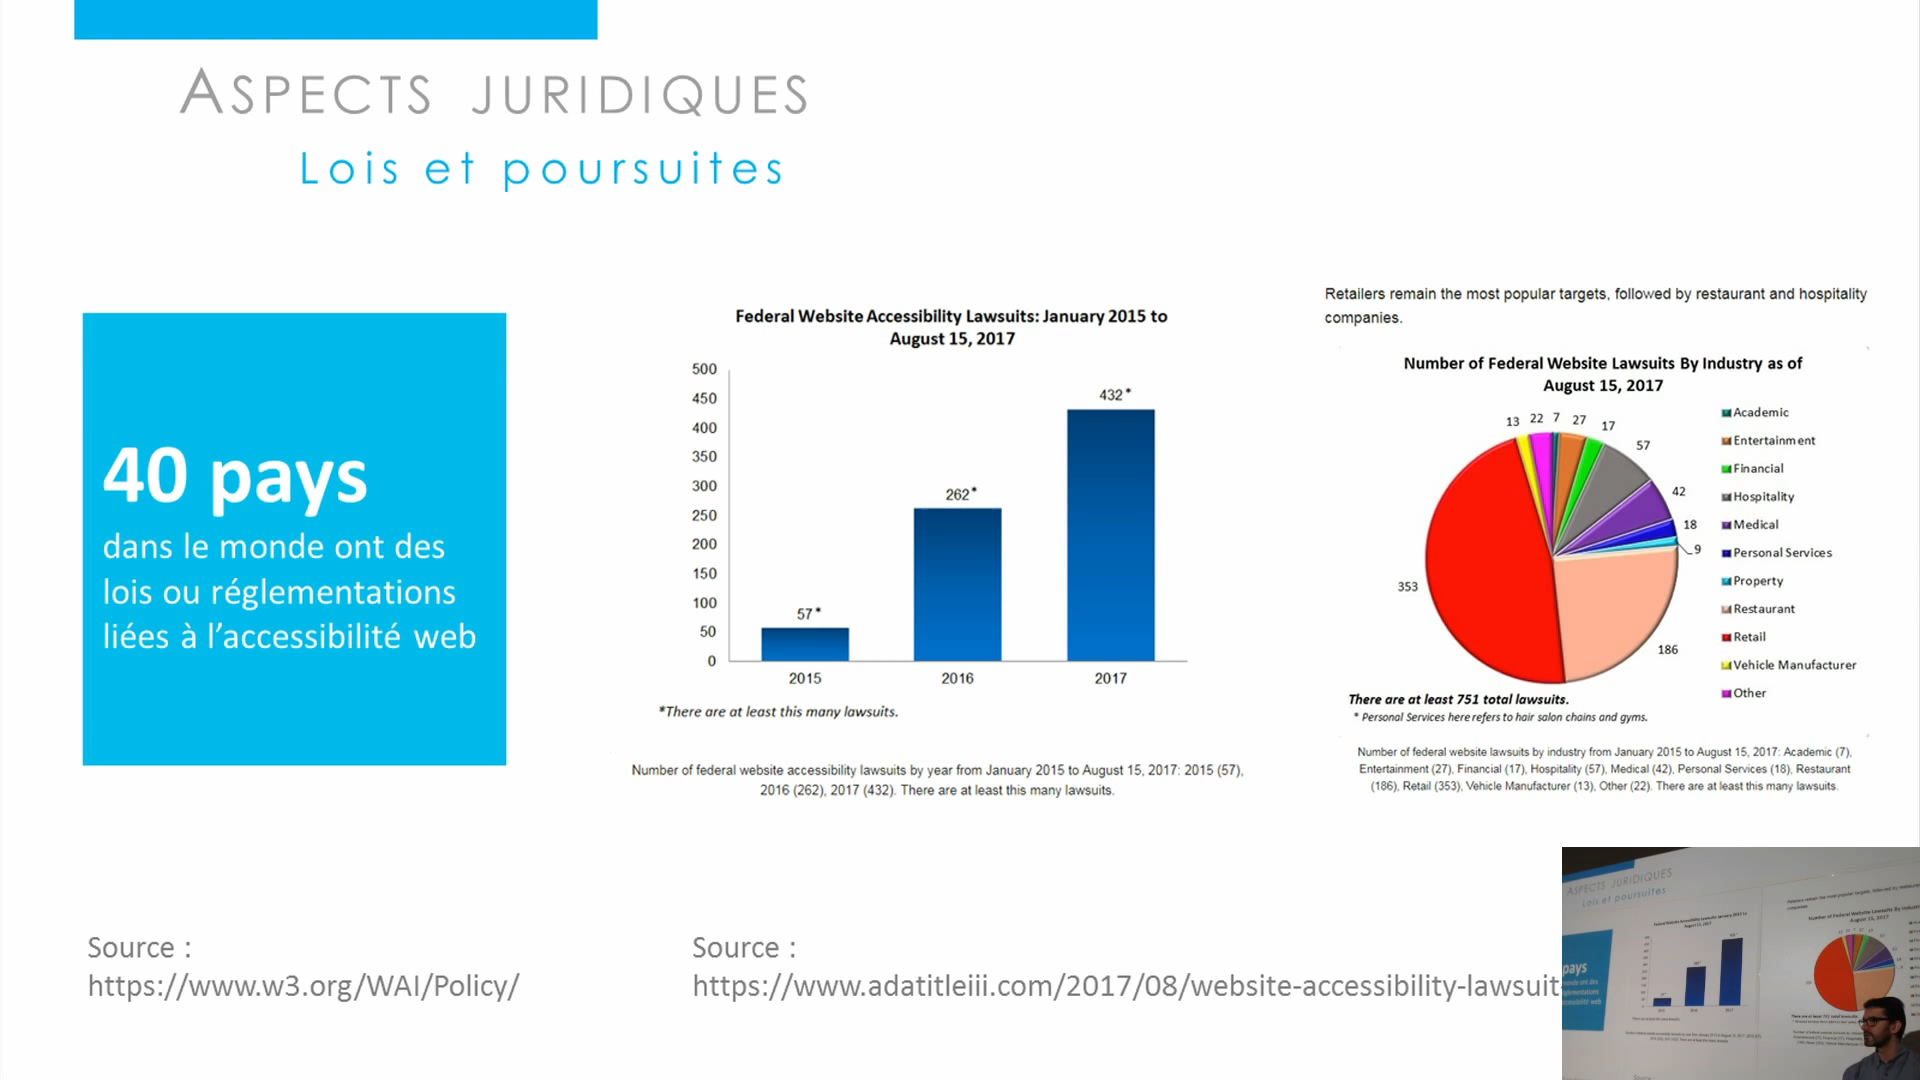 ASPECTS JURIDIQUES
Lois et poursuites
40 pays
dans le monde ont des
lois ou réglementations
liées à l'accessibilité web
Source :
https://www.w3.org/WAI/Policy/
Federal Website Accessibility Lawsuits: January 2015 to
August 15, 2017
500
450
400
350
300
250
200
150
100
50
0
57*
262*
432*
2015 2016 2017
*There are at least this many lawsuits.
Number of federal website accessibility lawsuits by year from January 2015 to August 15, 2017: 2015 (57),
2016 (262), 2017 (432). There are at least this many lawsuits.
Source :
https://www.adatitleiii.com/2017/08/website-accessibility-lawsuit
Retailers remain the most popular targets, followed by restaurant and hospitality
companies.
Number of Federal Website Lawsuits By Industry as of
August 15, 2017
13 22 7 27 17
57
42
18
9
186
353
Academic
Entertainment
Financial
Hospitality
Medical
Personal Services
Property
Restaurant
Retail
Vehicle Manufacturer
Other
There are at least 751 total lawsuits.
* Personal Services here refers to hair salon chains and gyms.
Number of federal website lawsuits by industry from January 2015 to August 15, 2017: Academic (7),
Entertainment (27), Financial (17), Hospitality (57), Medical (42), Personal Services (18), Restaurant
(186), Retail (353), Vehicle Manufacturer (13), Other (22). There are at least this many lawsuits.
ASPECTS JURIDIQUES
Lois et poursuites
pays